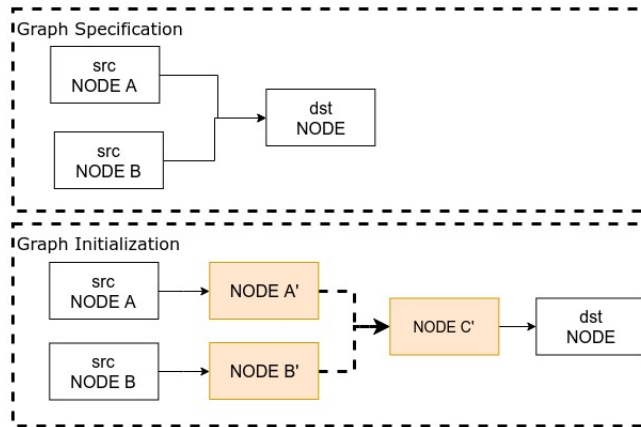 Graph Specification
src
NODE A
dst
NODE
src
NODE B
Graph Initialization
src
NODE A
NODE A'
NODE C'
dst
NODE
src
NODE B
NODE B'